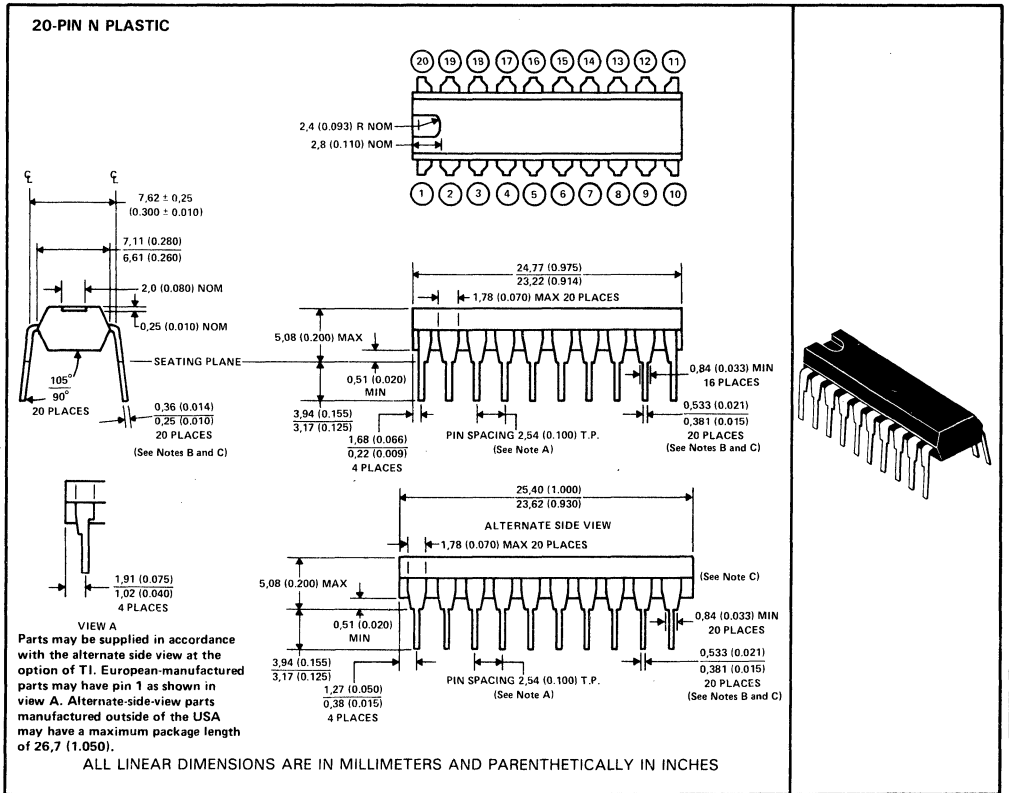 20-PIN N PLASTIC
20 19 18 17 16 15 14 13 12 11
2,4 (0.093) R NOM
2,8 (0.110) NOM
1 2 3 4 5 6 7 8 9 10
℄ ℄
7,62 ± 0,25
(0.300 ± 0.010)
7,11 (0.280)
6,61 (0.260)
2,0 (0.080) NOM
0,25 (0.010) NOM
SEATING PLANE
105°
90°
20 PLACES
0,36 (0.014)
0,25 (0.010)
20 PLACES
(See Notes B and C)
24,77 (0.975)
23,22 (0.914)
1,78 (0.070) MAX 20 PLACES
5,08 (0.200) MAX
0,51 (0.020)
MIN
3,94 (0.155)
3,17 (0.125)
1,68 (0.066)
0,22 (0.009)
4 PLACES
PIN SPACING 2,54 (0.100) T.P.
(See Note A)
0,84 (0.033) MIN
16 PLACES
0,533 (0.021)
0,381 (0.015)
20 PLACES
(See Notes B and C)
25,40 (1.000)
23,62 (0.930)
ALTERNATE SIDE VIEW
1,78 (0.070) MAX 20 PLACES
5,08 (0.200) MAX
(See Note C)
0,51 (0.020)
MIN
3,94 (0.155)
3,17 (0.125)
1,27 (0.050)
0,38 (0.015)
4 PLACES
PIN SPACING 2,54 (0.100) T.P.
(See Note A)
0,84 (0.033) MIN
20 PLACES
0,533 (0.021)
0,381 (0.015)
20 PLACES
(See Notes B and C)
1,91 (0.075)
1,02 (0.040)
4 PLACES
VIEW A
Parts may be supplied in accordance
with the alternate side view at the
option of TI. European-manufactured
parts may have pin 1 as shown in
view A. Alternate-side-view parts
manufactured outside of the USA
may have a maximum package length
of 26,7 (1.050).
ALL LINEAR DIMENSIONS ARE IN MILLIMETERS AND PARENTHETICALLY IN INCHES